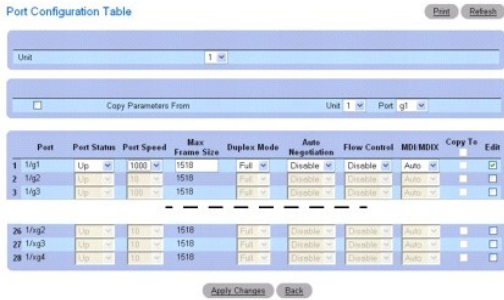 Port Configuration Table
Print Refresh
Unit 1
Copy Parameters From Unit 1 Port g1
Port Port Status Port Speed Max Frame Size Duplex Mode Auto Negotiation Flow Control MDI/MDIX Copy To Edit
1 1/g1 Up 1000 1518 Full Disable Disable Auto
2 1/g2 Up 10 1518 Full Disable Disable Auto
3 1/g3 Up 100 1518 Full Disable Disable Auto
26 1/xg2 Up 10 1518 Full Disable Disable Auto
27 1/xg3 Up 10 1518 Full Disable Disable Auto
28 1/xg4 Up 10 1518 Full Disable Disable Auto
Apply Changes Back